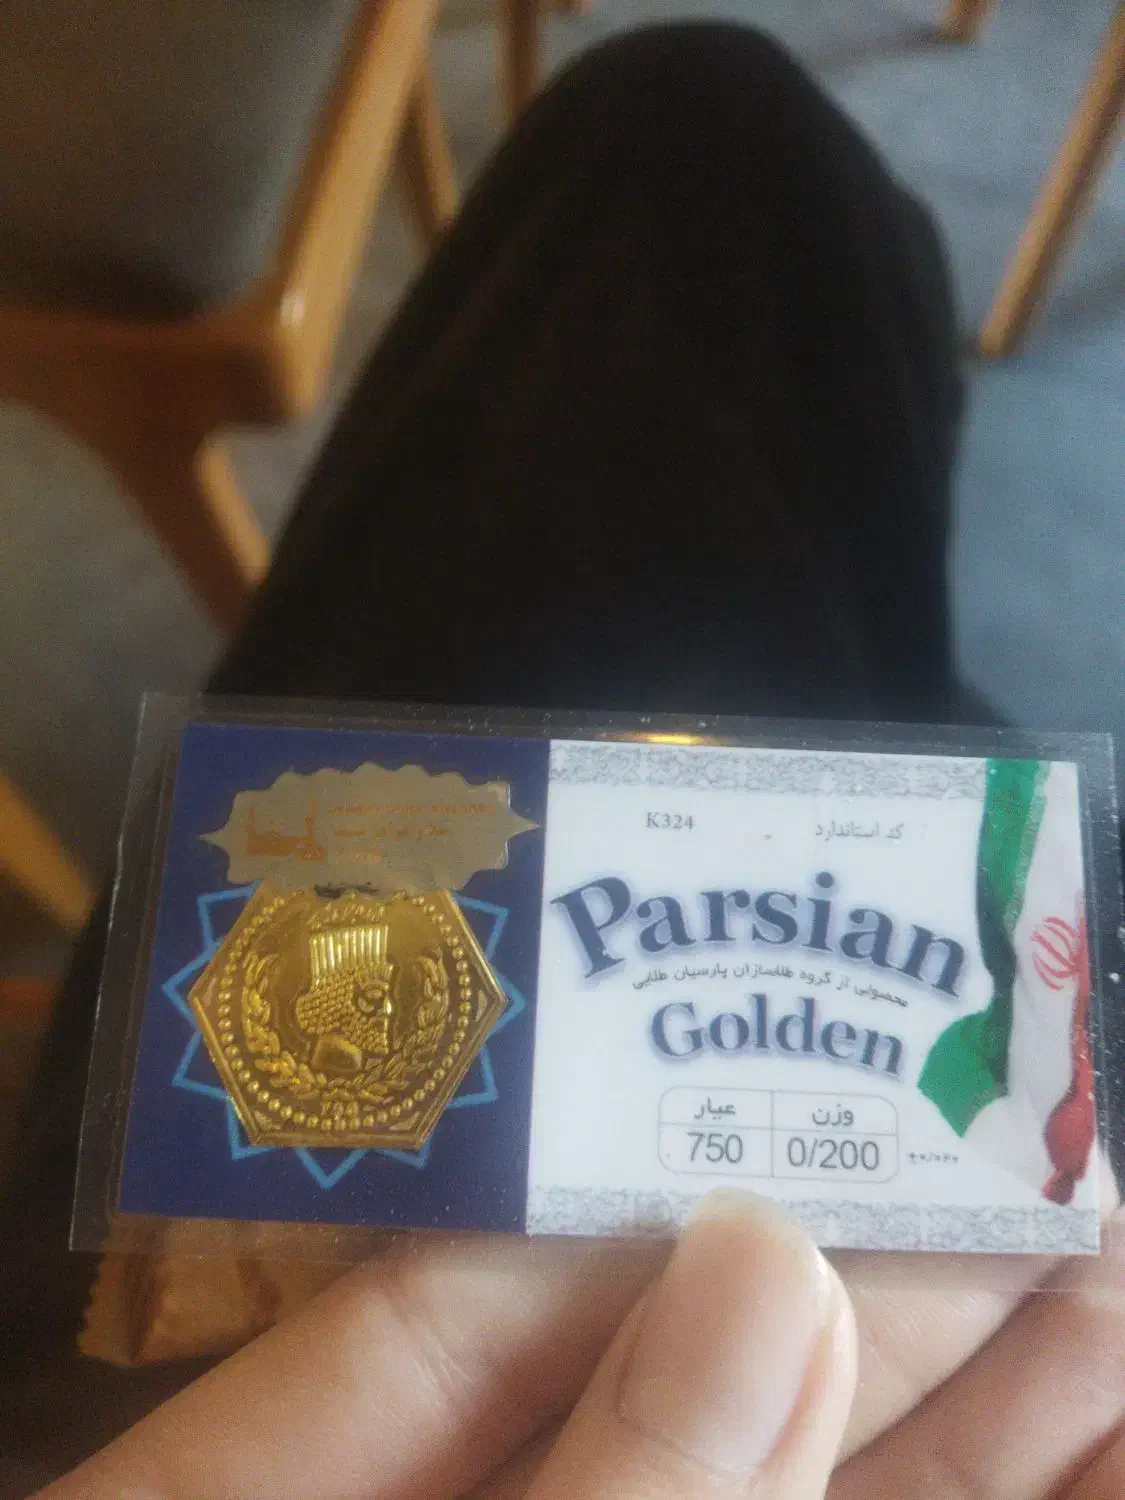 K324 کد استاندارد
Parsian
محصولی از گروه طلاسازان پارسیان طلایی
Golden
عیار وزن
750 0/200